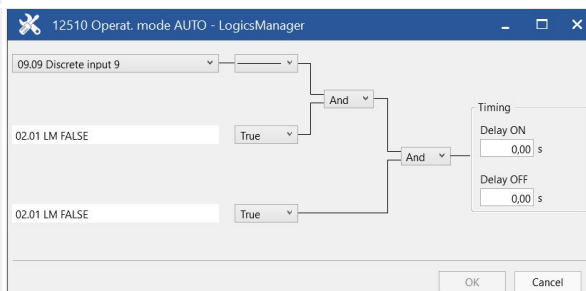 12510 Operat. mode AUTO - LogicsManager
09.09 Discrete input 9
And
Timing
Delay ON
0,00 s
02.01 LM FALSE True
And
Delay OFF
0,00 s
02.01 LM FALSE True
OK Cancel